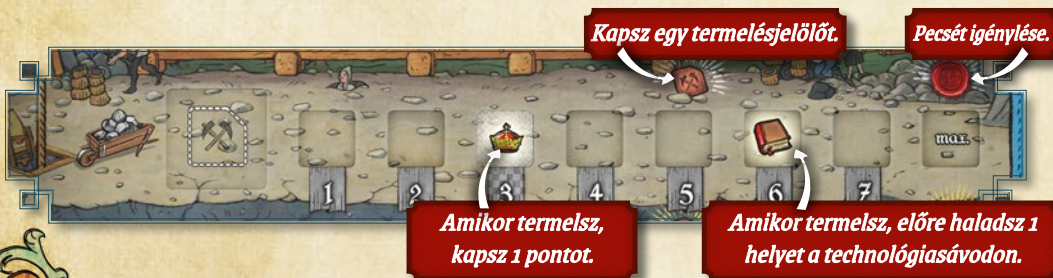 Kapsz egy termelésjelölőt.
Pecsét igénylése.
max.
1 2 3 4 5 6 7
Amikor termelsz,
kapsz 1 pontot.
Amikor termelsz, előre haladsz 1
helyet a technológiasávodon.